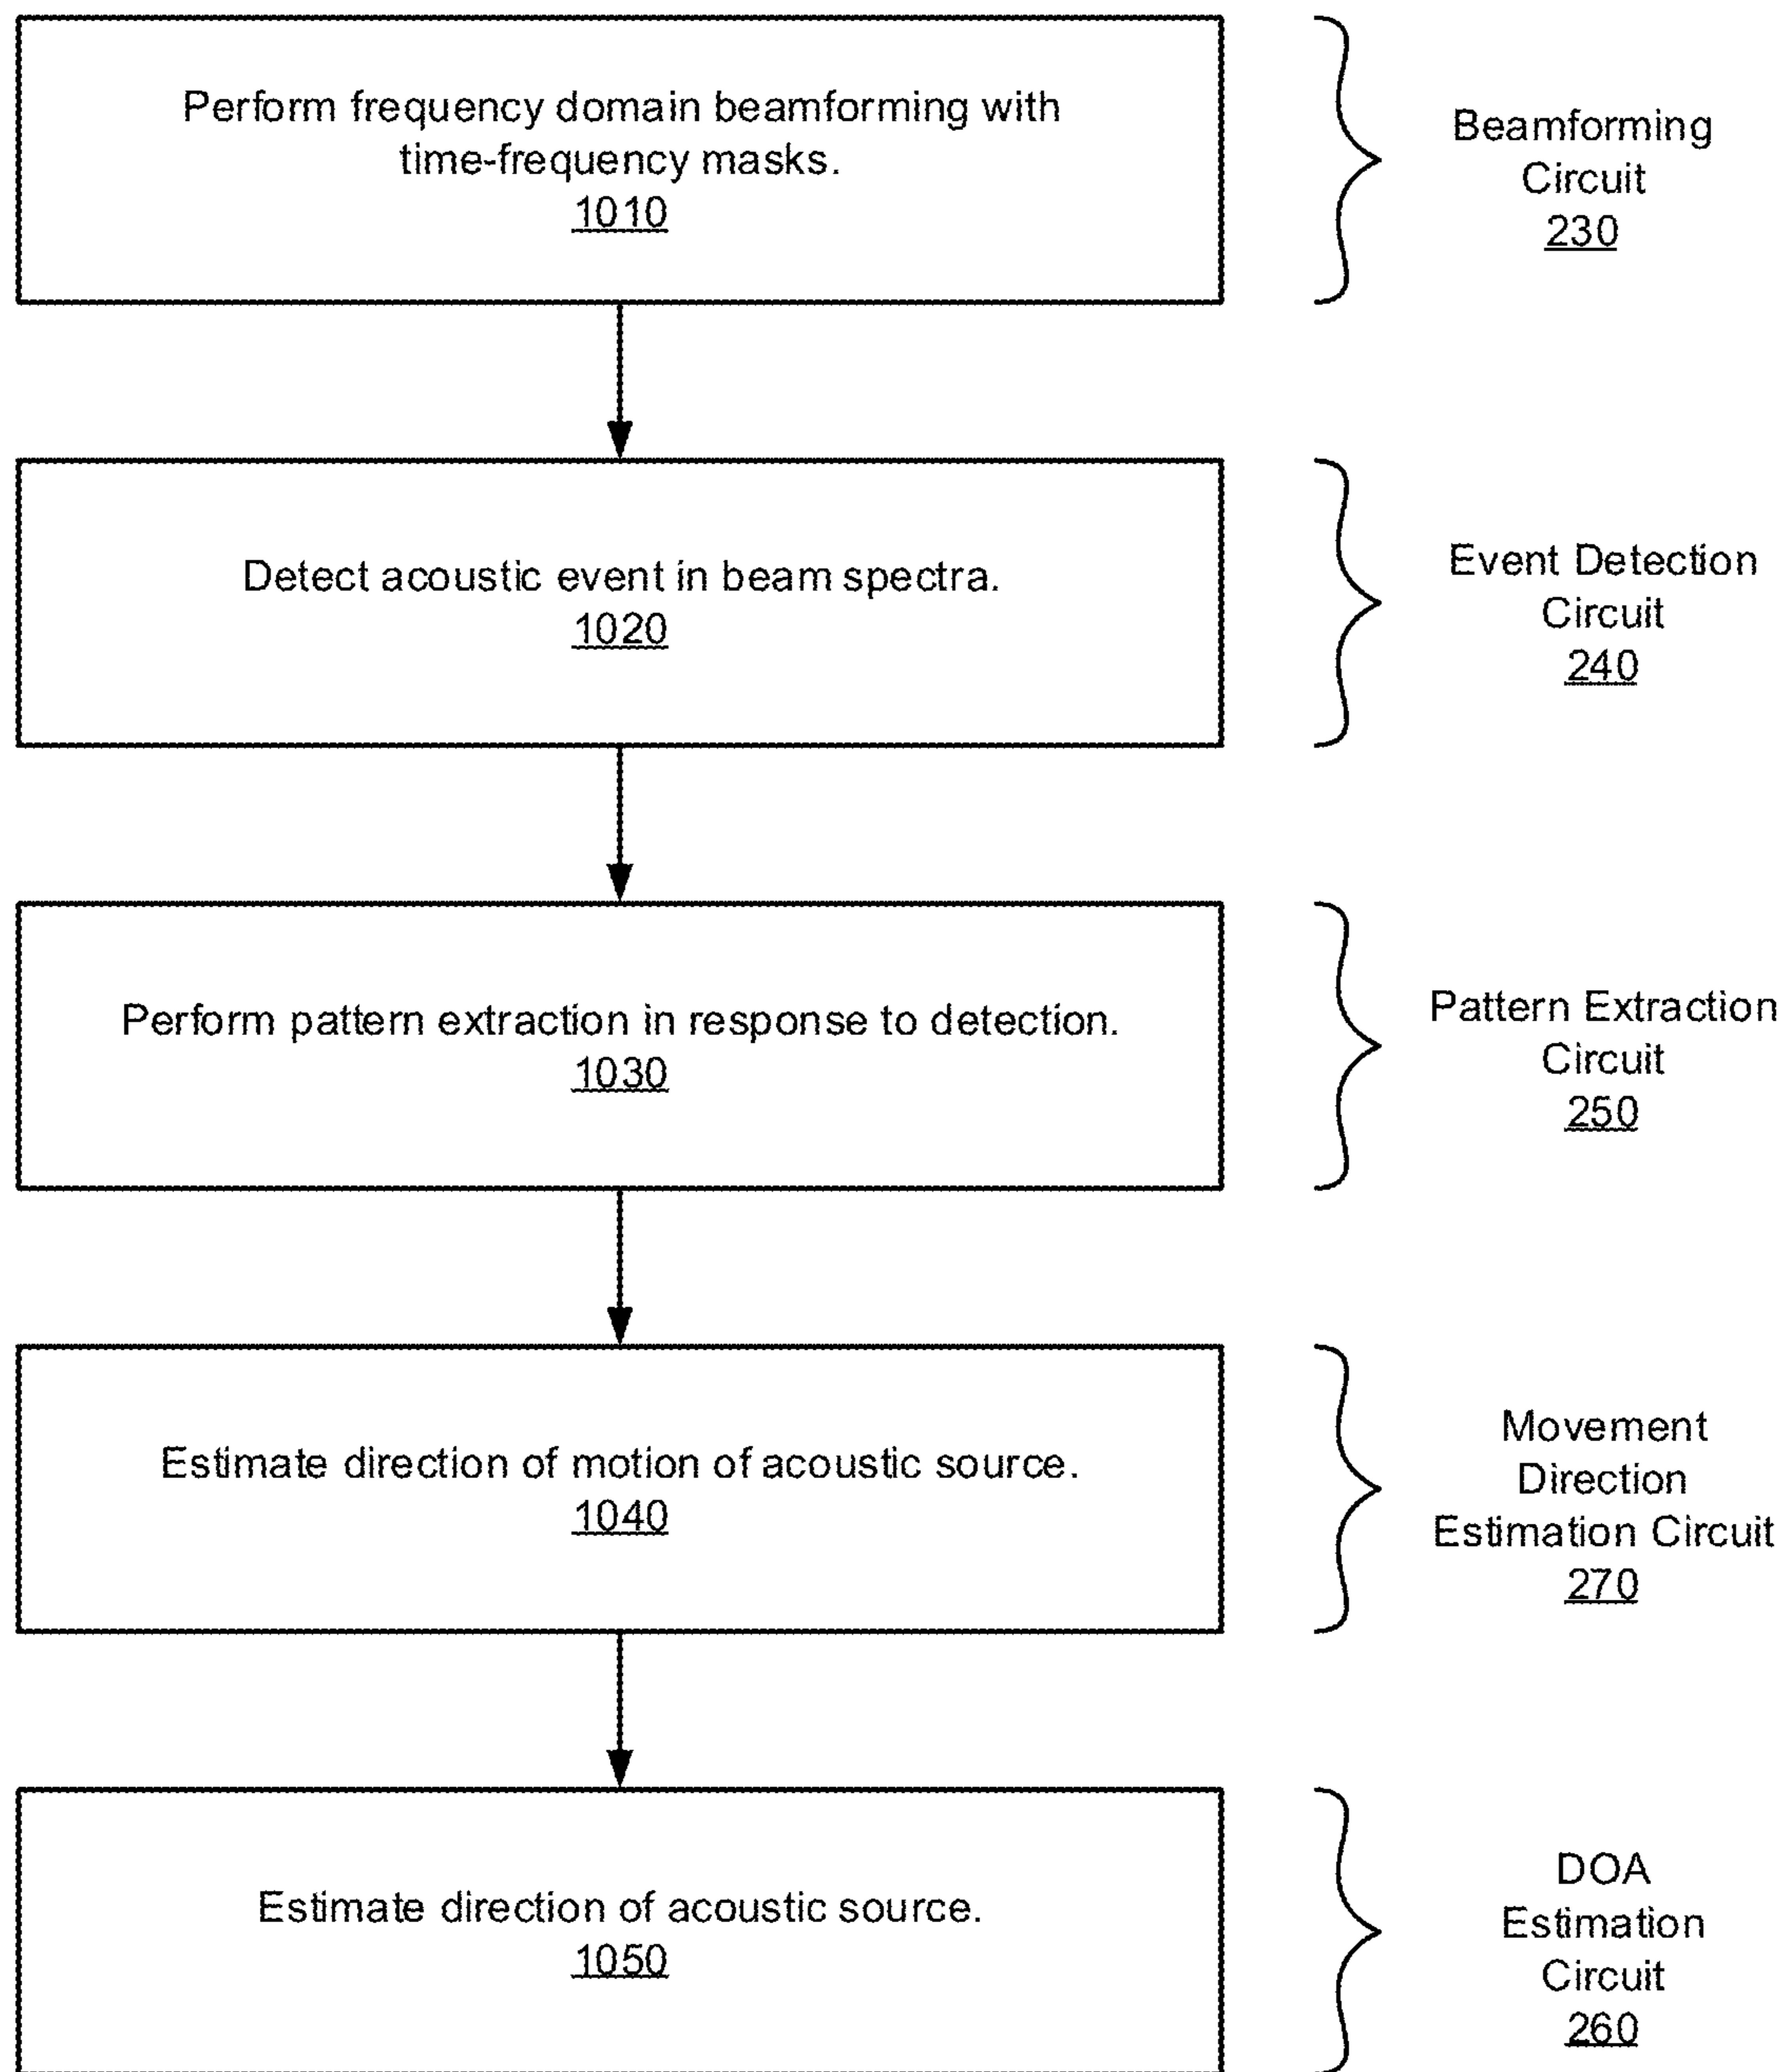 Perform frequency domain beamforming with
time-frequency masks.
1010
Beamforming
Circuit
230
Detect acoustic event in beam spectra.
1020
Event Detection
Circuit
240
Perform pattern extraction in response to detection.
1030
Pattern Extraction
Circuit
250
Estimate direction of motion of acoustic source.
1040
Movement
Direction
Estimation Circuit
270
Estimate direction of acoustic source.
1050
DOA
Estimation
Circuit
260